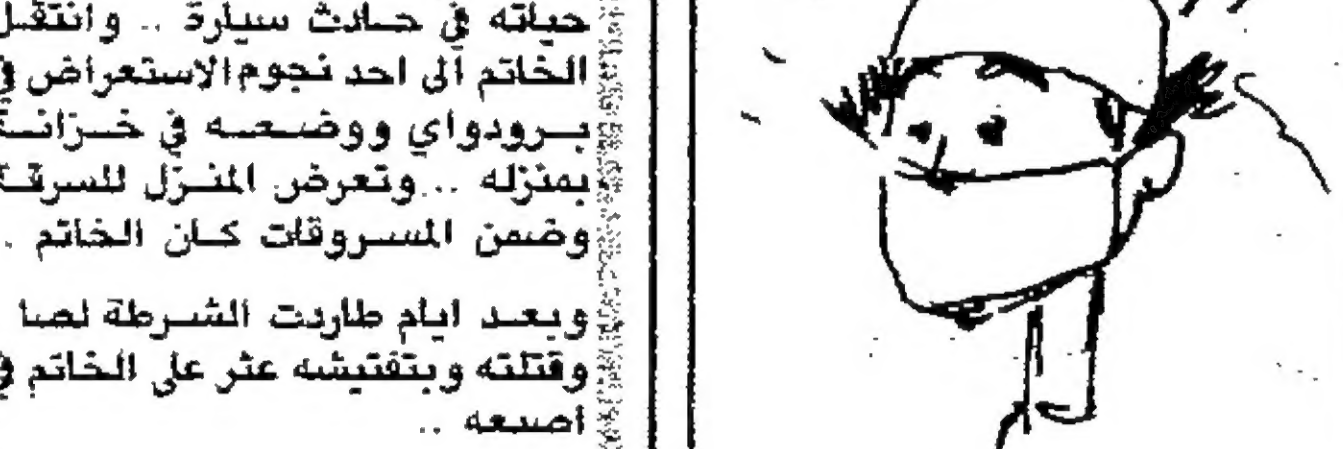 حياته في حادث سيارة .. وانتقل
الخاتم الى احد نجوم الاستعراض في
برودواي ووضعه في خزانة
بمنزله ... وتعرض المنزل للسرقة
وضمن المسروقات كان الخاتم ..
وبعد ايام طاردت الشرطة لصا
وقتلته وبتفتيشه عثر على الخاتم في
اصبعه ..